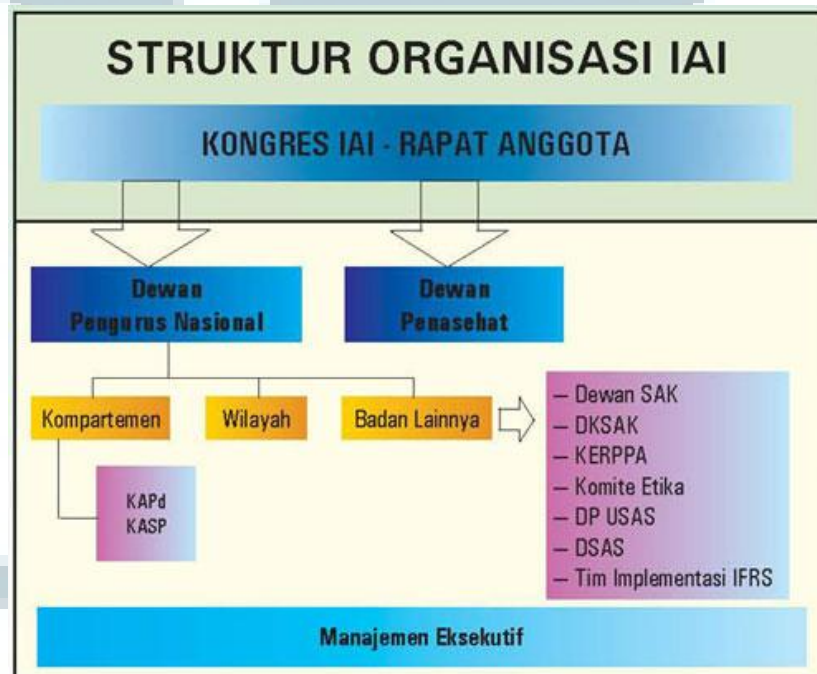 STRUKTUR ORGANISASI IAI
KONGRES IAI - RAPAT ANGGOTA
Dewan
Pengurus Nasional
Dewan
Penasehat
Kompartemen
Wilayah
Badan Lainnya
– Dewan SAK
– DKSAK
– KERPPA
– Komite Etika
– DP USAS
– DSAS
– Tim Implementasi IFRS
KAPd
KASP
Manajemen Eksekutif